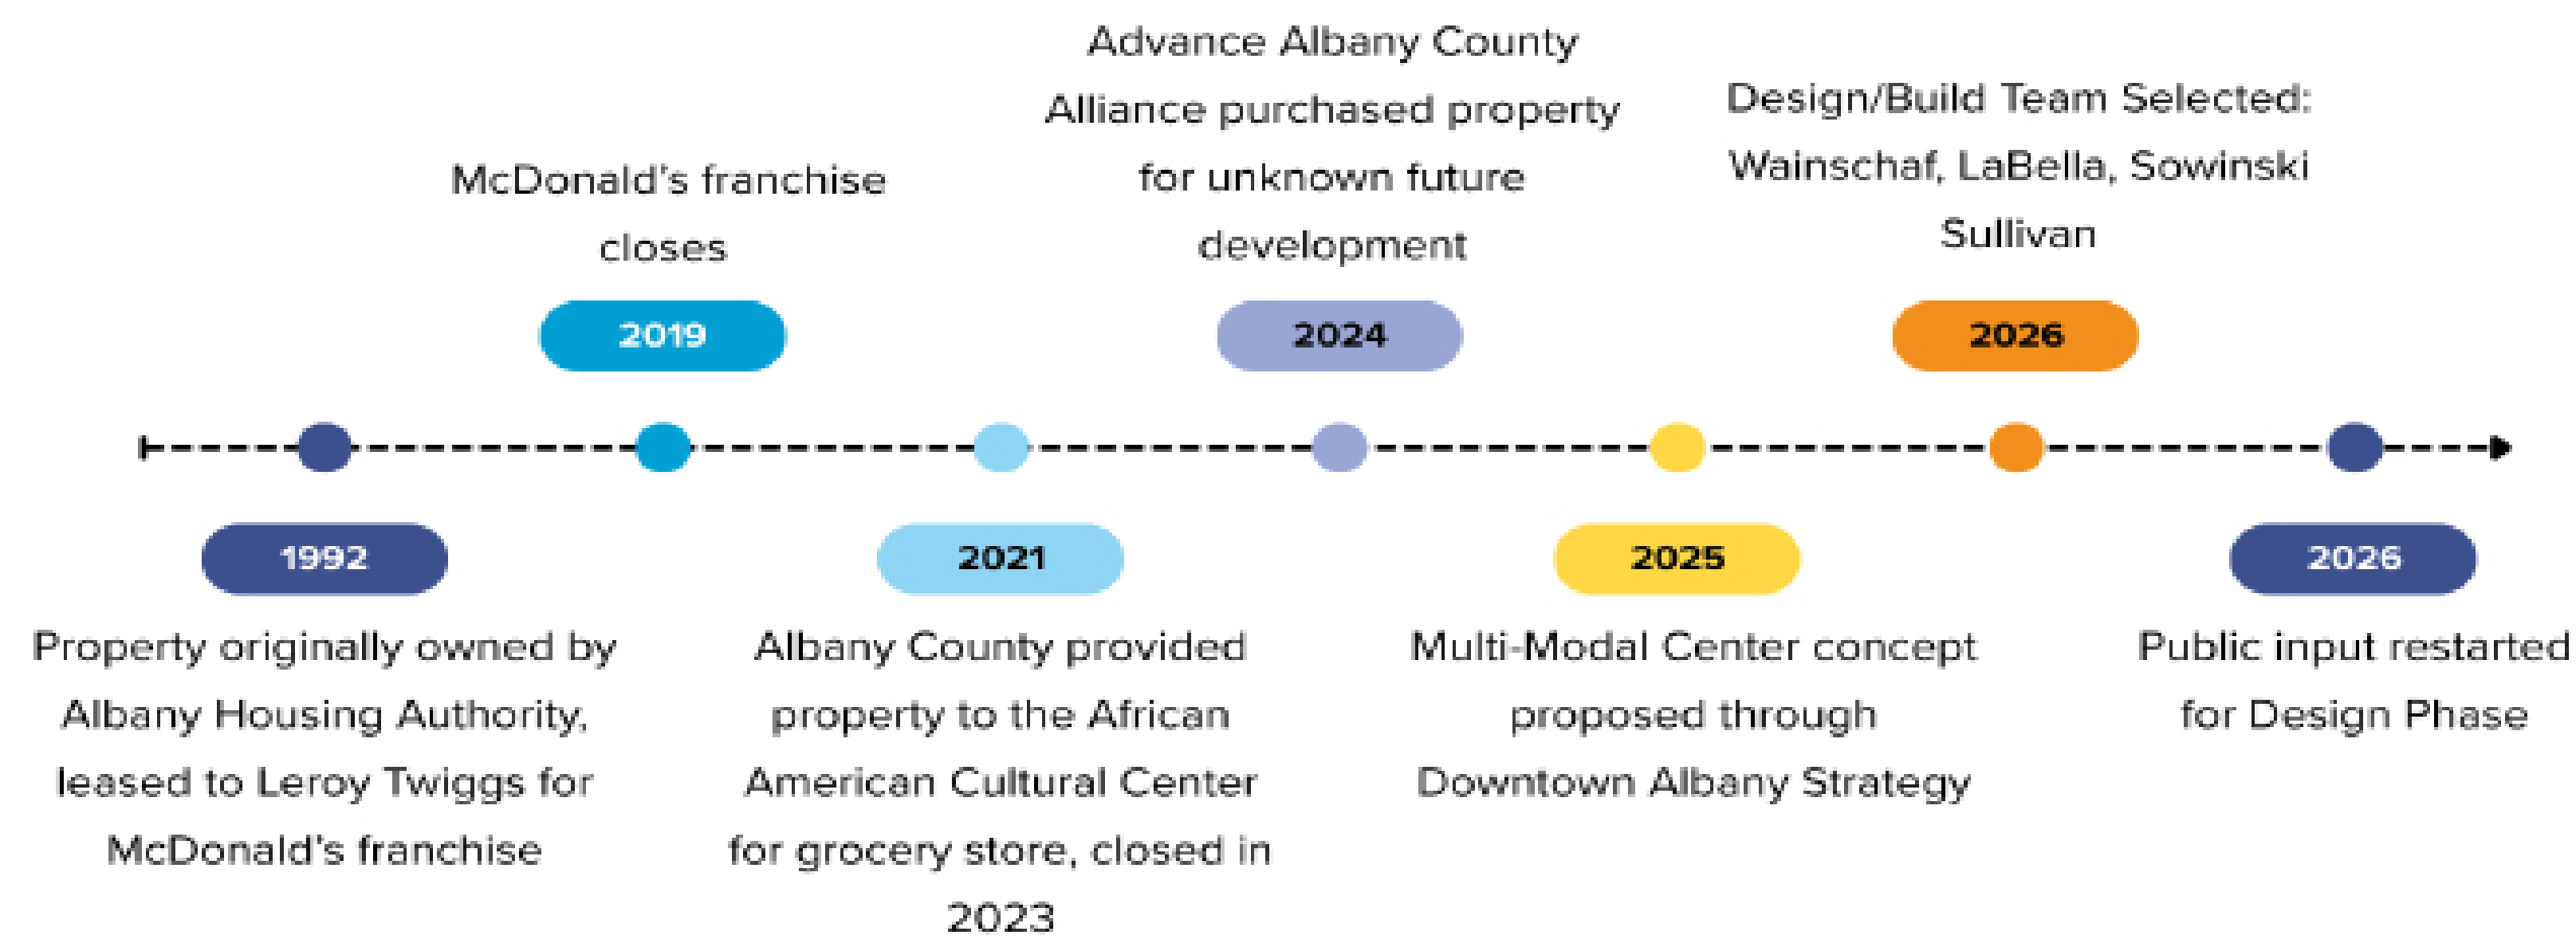 1992
Property originally owned by
Albany Housing Authority,
leased to Leroy Twiggs for
McDonald's franchise
McDonald's franchise
closes
2019
2021
Albany County provided
property to the African
American Cultural Center
for grocery store, closed in
2023
Advance Albany County
Alliance purchased property
for unknown future
development
2024
2025
Multi-Modal Center concept
proposed through
Downtown Albany Strategy
Design/Build Team Selected:
Wainschaf, LaBella, Sowinski
Sullivan
2026
2026
Public input restarted
for Design Phase